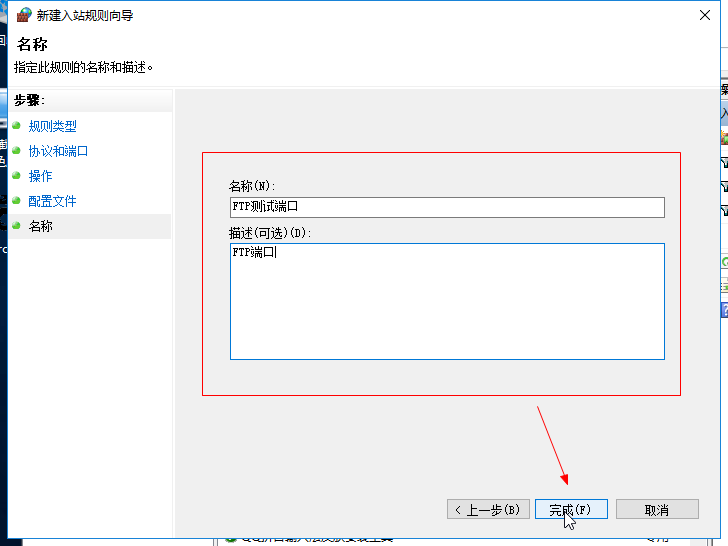 新建入站规则向导
名称
指定此规则的名称和描述。
步骤:
规则类型
协议和端口
操作
配置文件
名称
名称(N):
FTP测试端口
描述(可选)(D):
FTP端口
< 上一步(B)
完成(F)
取消